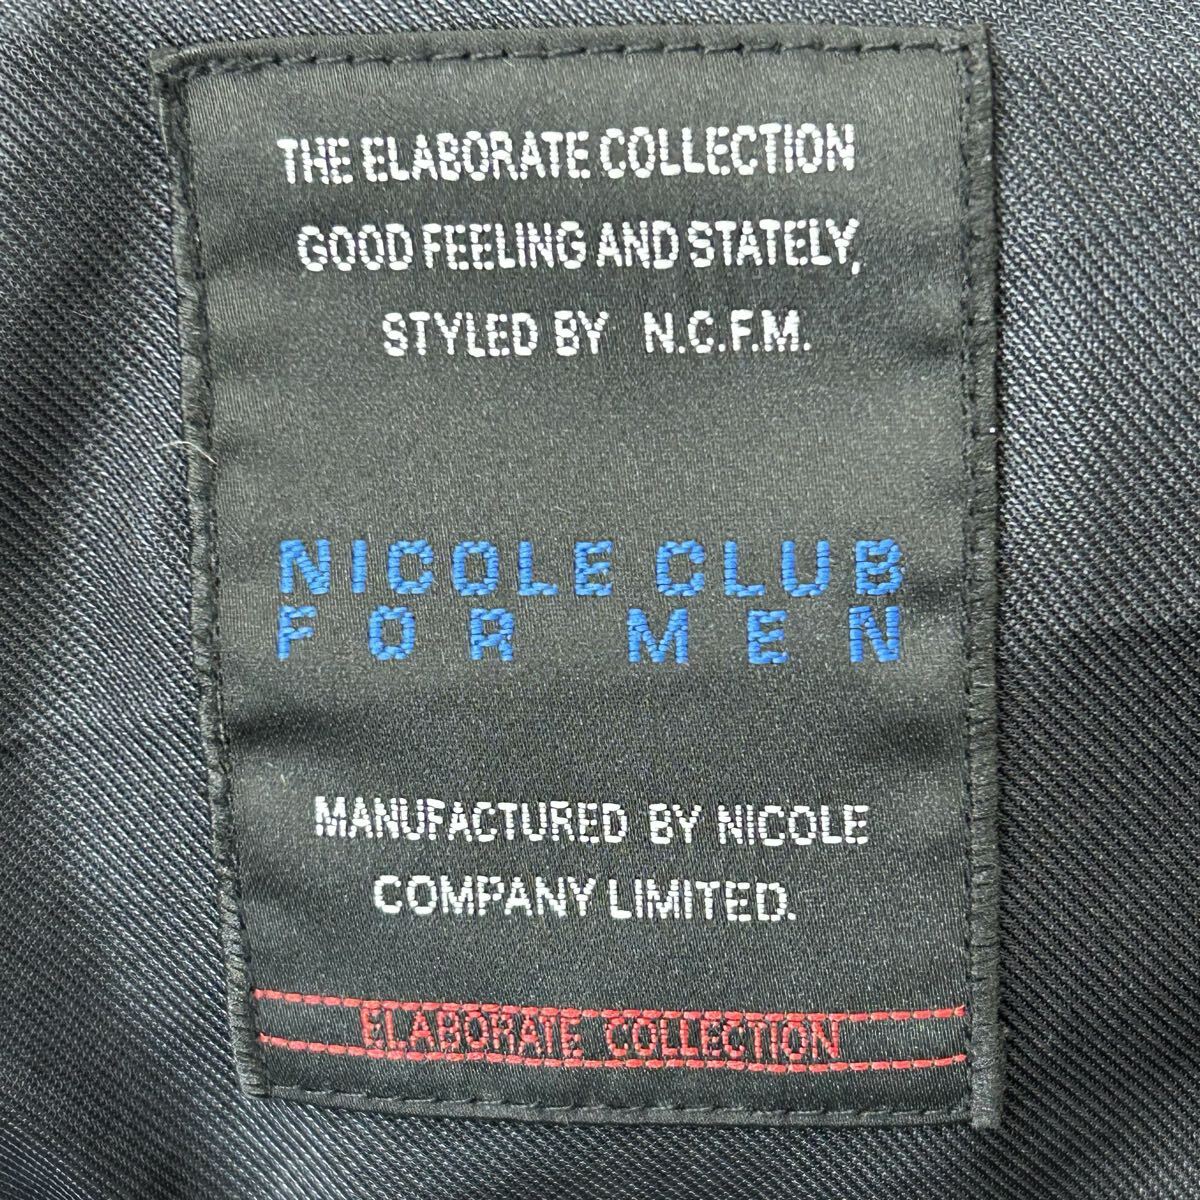 THE ELABORATE COLLECTION
GOOD FEELING AND STATELY,
STYLED BY N.C.F.M.
NICOLE CLUB
FOR MEN
MANUFACTURED BY NICOLE
COMPANY LIMITED.
ELABORATE COLLECTION